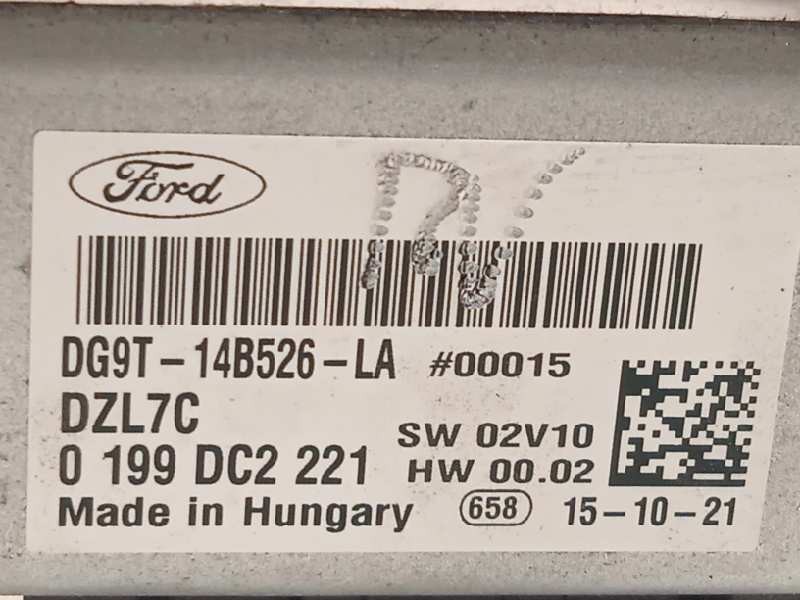 Ford
DG9T-14B526-LA #00015
DZL7C
SW 02V10
0 199 DC2 221
HW 00.02
Made in Hungary 658 15-10-21